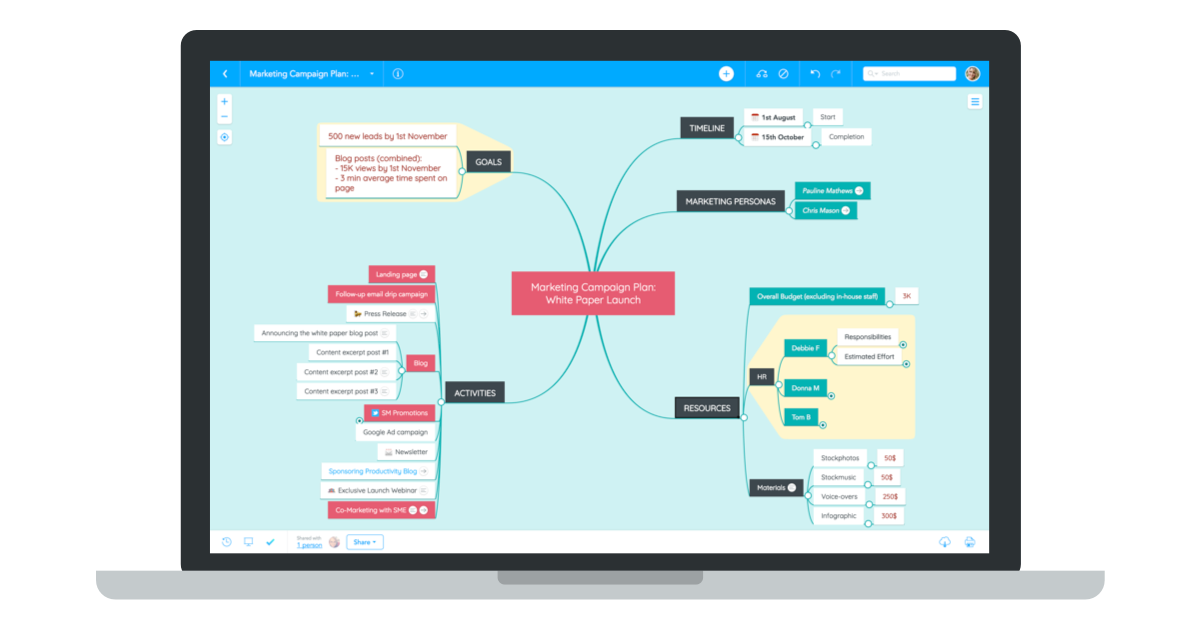 Marketing Campaign Plan: ...
Search
500 new leads by 1st November
Blog posts (combined):
- 15K views by 1st November
- 3 min average time spent on
page
GOALS
TIMELINE
1st August
Start
15th October
Completion
MARKETING PERSONAS
Pauline Mathews
Chris Mason
Marketing Campaign Plan:
White Paper Launch
Landing page
Follow-up email drip campaign
Press Release
Announcing the white paper blog post
Content excerpt post #1
Content excerpt post #2
Content excerpt post #3
Blog
ACTIVITIES
SM Promotions
Google Ad campaign
Newsletter
Sponsoring Productivity Blog
Exclusive Launch Webinar
Co-Marketing with SME
RESOURCES
Overall Budget (excluding in-house staff)
3K
HR
Debbie F
Responsibilities
Estimated Effort
Donna M
Tom B
Materials
Stockphotos
50$
Stockmusic
50$
Voice-overs
250$
Infographic
300$
Shared with
1 person
Share